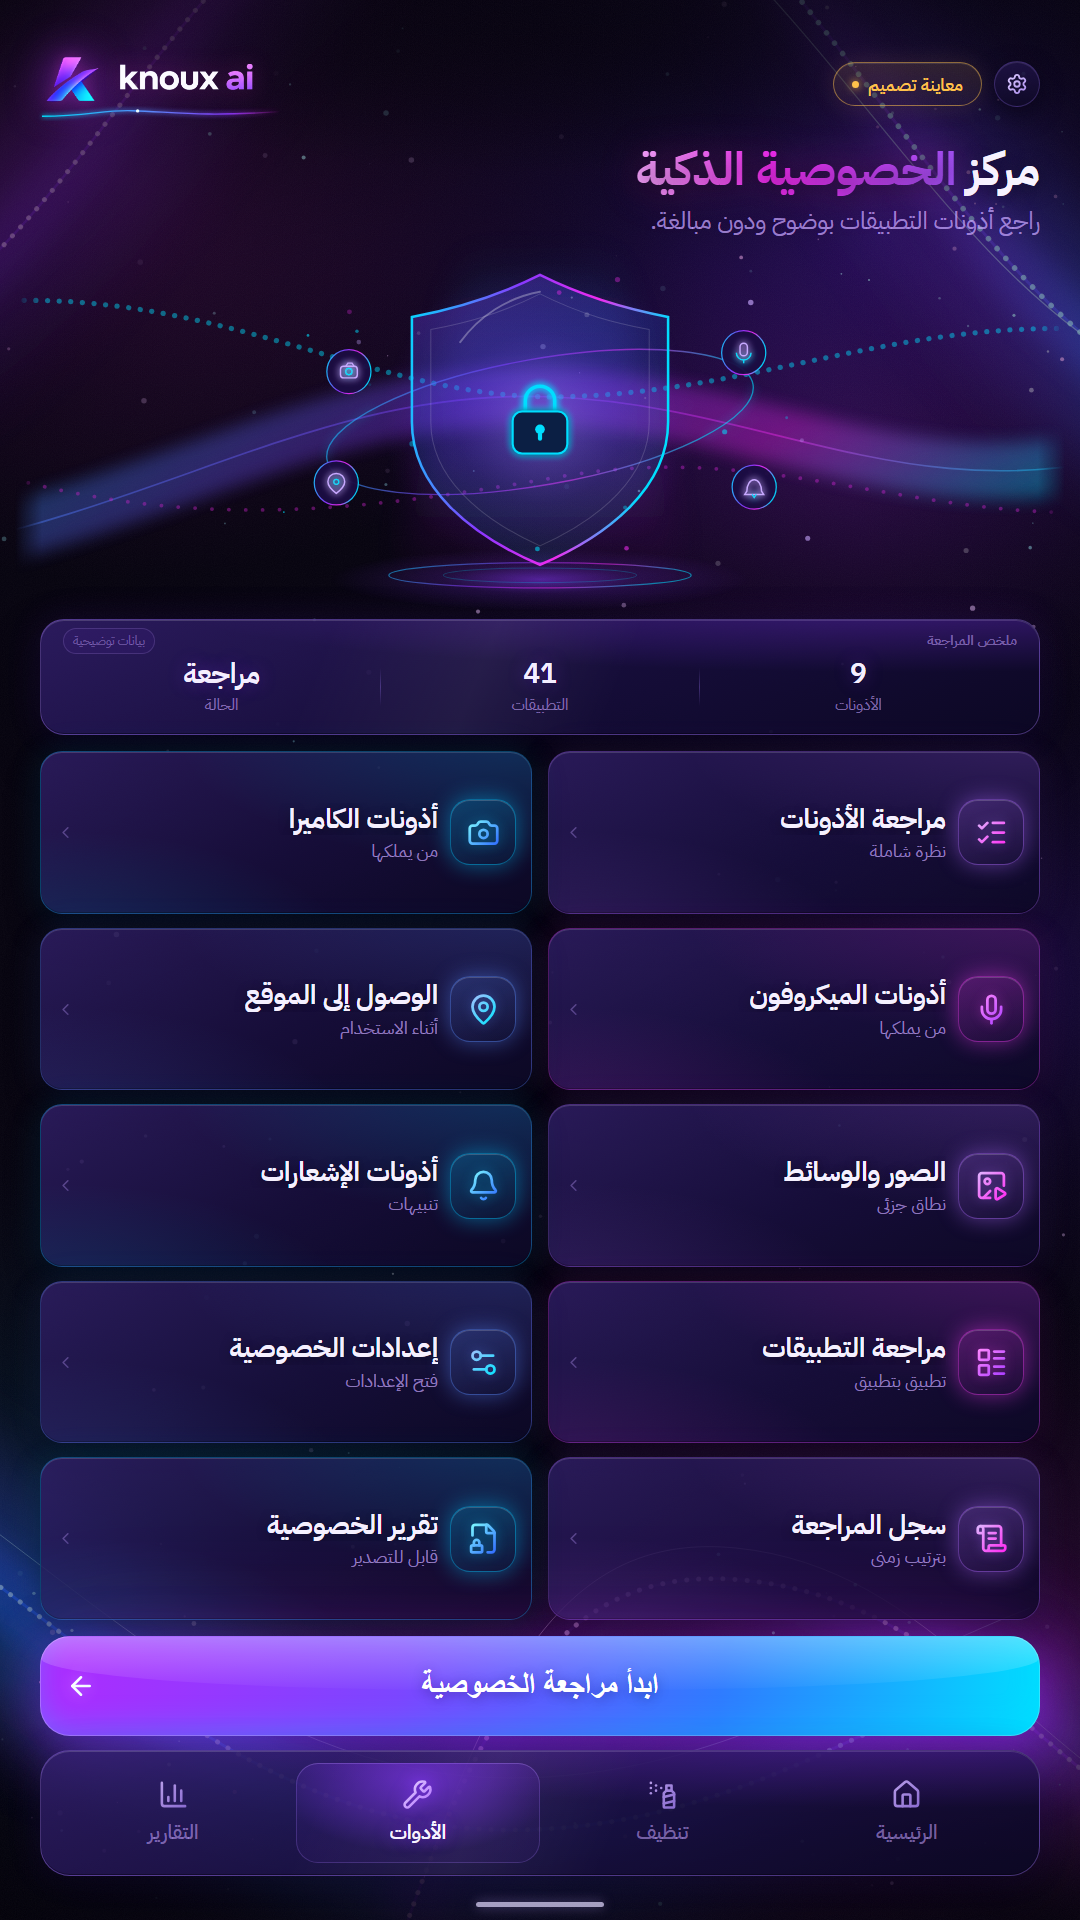 knoux ai
معاينة تصميم
مركز الخصوصية الذكية
راجع أذونات التطبيقات بوضوح ودون مبالغة.
ملخص المراجعة
بيانات توضيحية
9
41
مراجعة
الأذونات
التطبيقات
الحالة
مراجعة الأذونات
نظرة شاملة
أذونات الكاميرا
من يملكها
أذونات الميكروفون
من يملكها
الوصول إلى الموقع
أثناء الاستخدام
الصور والوسائط
نطاق جزئي
أذونات الإشعارات
تنبيهات
مراجعة التطبيقات
تطبيق بتطبيق
إعدادات الخصوصية
فتح الإعدادات
سجل المراجعة
بترتيب زمني
تقرير الخصوصية
قابل للتصدير
ابدأ مراجعة الخصوصية
الرئيسية
تنظيف
الأدوات
التقارير